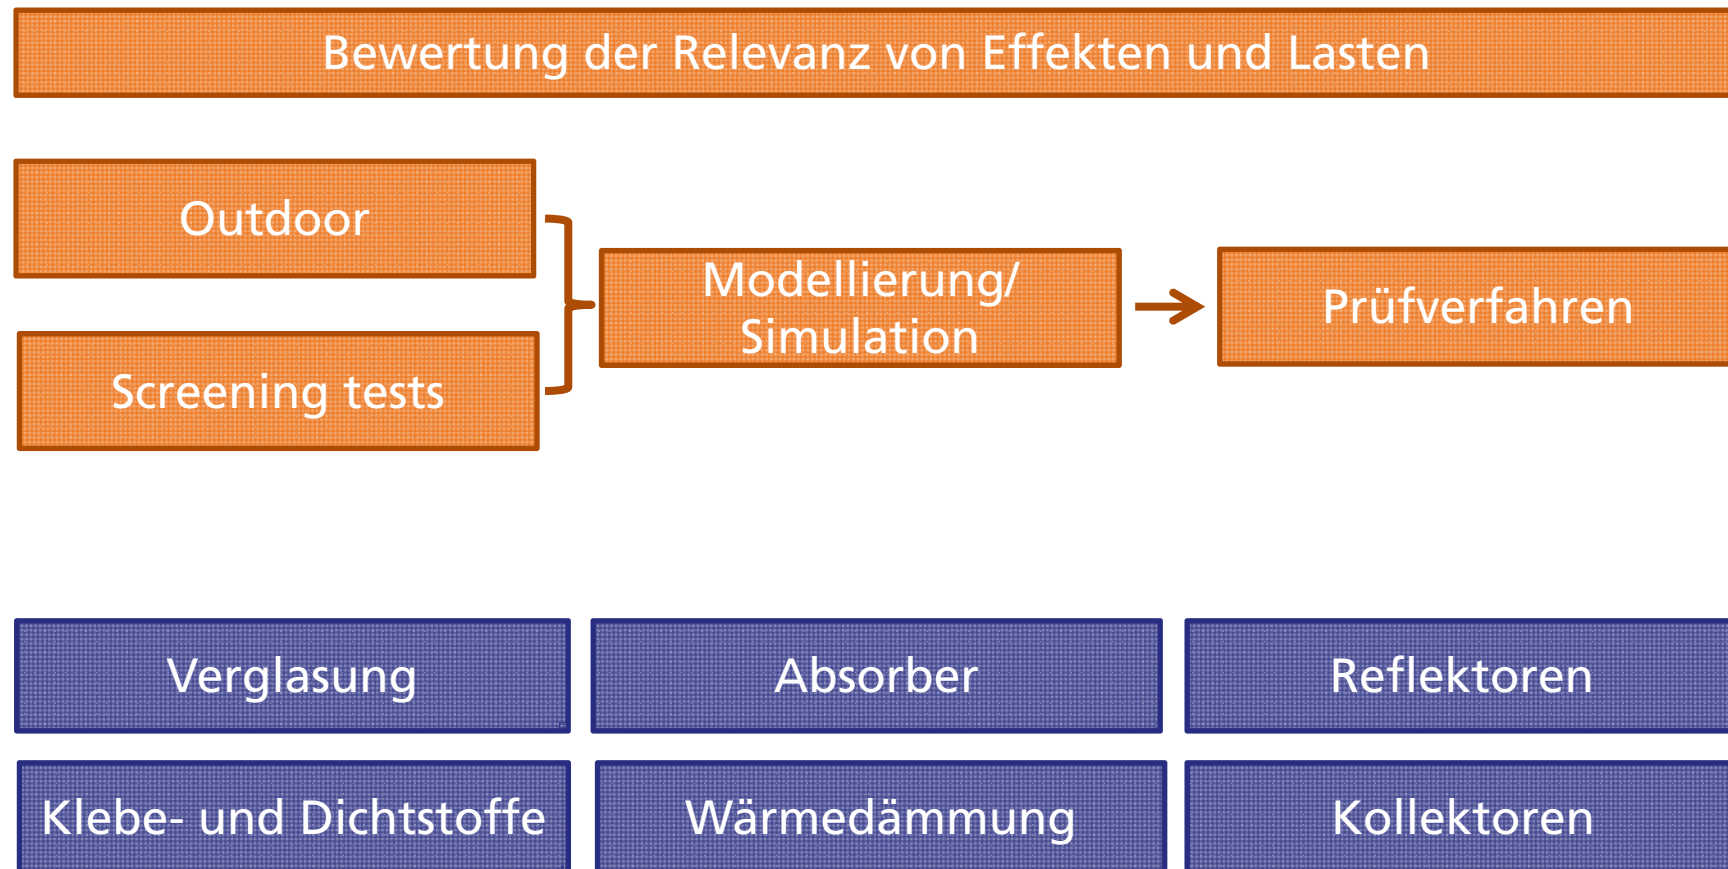 Bewertung der Relevanz von Effekten und Lasten
Outdoor
Screening tests
Modellierung/
Simulation
Prüfverfahren
Verglasung
Absorber
Reflektoren
Klebe- und Dichtstoffe
Wärmedämmung
Kollektoren